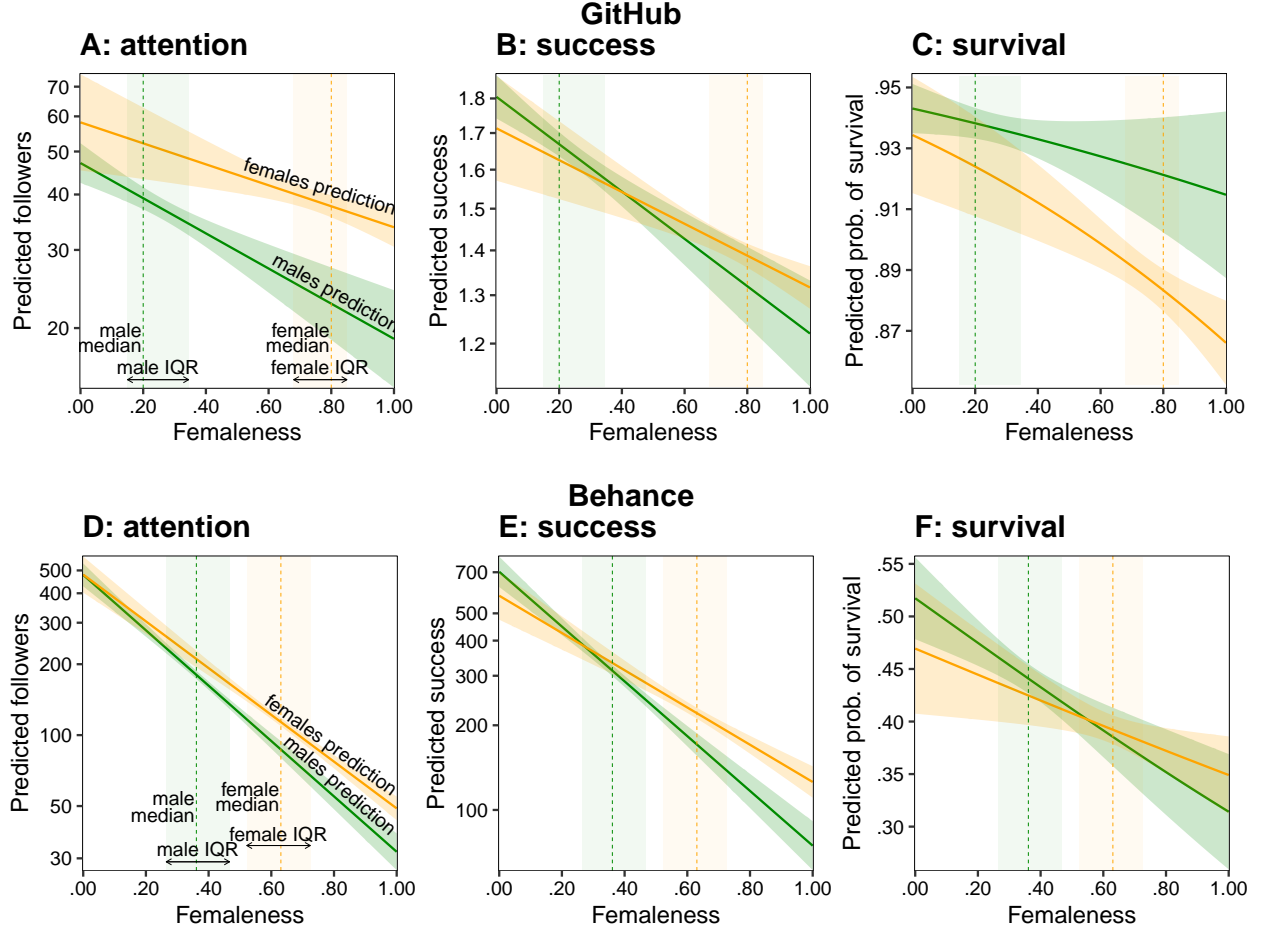 GitHub
A: attention
B: success
C: survival
Predicted followers
70
60
50
40
30
20
females prediction
males prediction
male
median
male IQR
female
median
female IQR
.00 .20 .40 .60 .80 1.00
Femaleness
Predicted success
1.8
1.7
1.6
1.5
1.4
1.3
1.2
.00 .20 .40 .60 .80 1.00
Femaleness
Predicted prob. of survival
.95
.93
.91
.89
.87
.00 .20 .40 .60 .80 1.00
Femaleness
Behance
D: attention
E: success
F: survival
Predicted followers
500
400
300
200
100
50
30
females prediction
males prediction
male
median
male IQR
female
median
female IQR
.00 .20 .40 .60 .80 1.00
Femaleness
Predicted success
700
500
400
300
200
100
.00 .20 .40 .60 .80 1.00
Femaleness
Predicted prob. of survival
.55
.50
.45
.40
.35
.30
.00 .20 .40 .60 .80 1.00
Femaleness